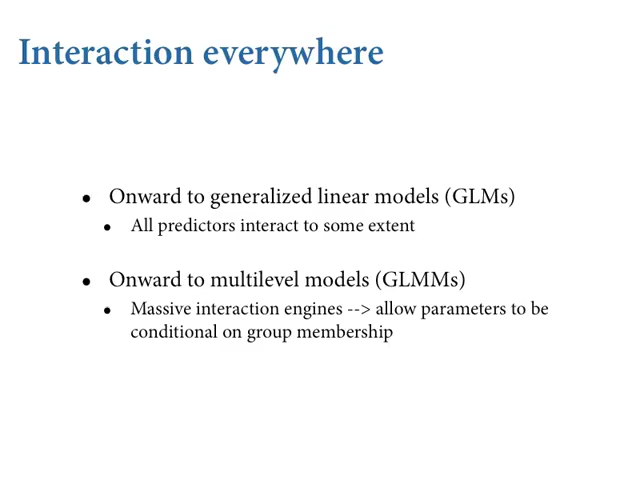 Interaction everywhere
• Onward to generalized linear models (GLMs)
• All predictors interact to some extent
• Onward to multilevel models (GLMMs)
• Massive interaction engines --> allow parameters to be
conditional on group membership